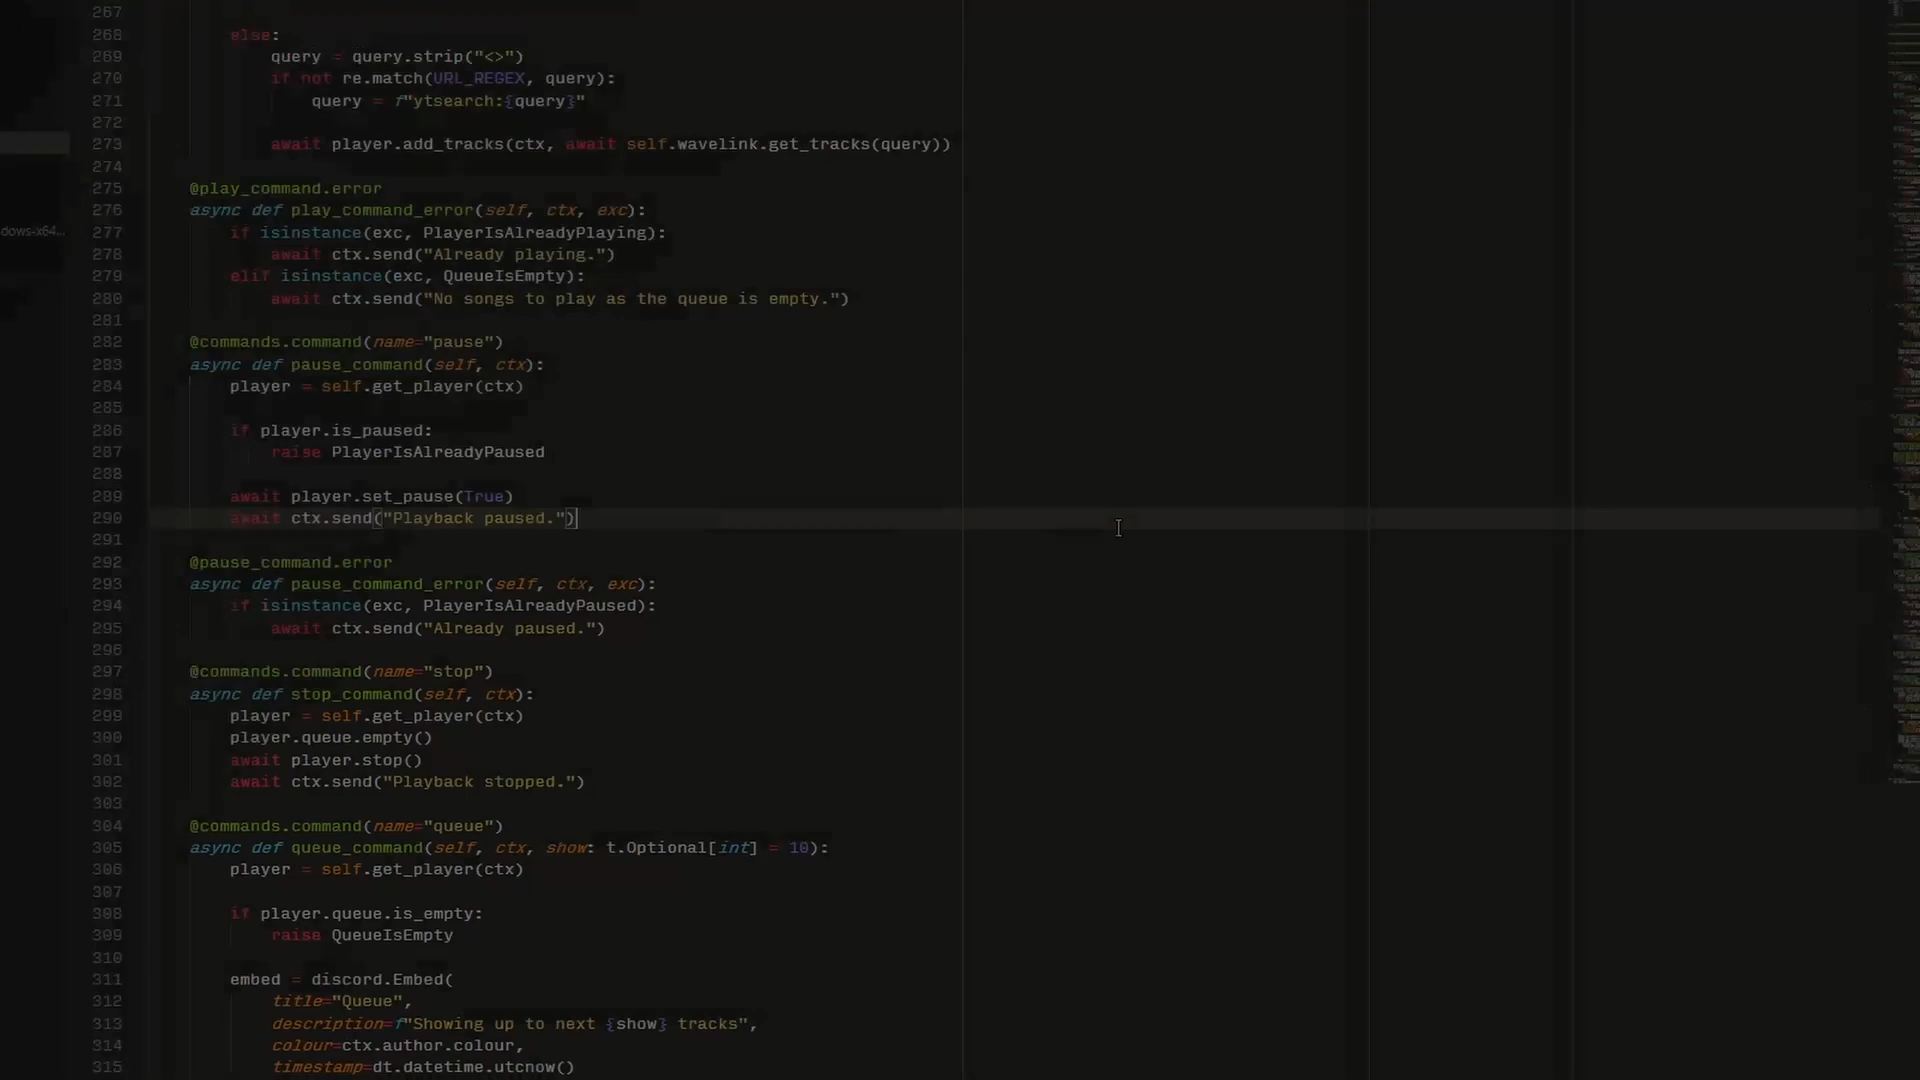 267
268 else:
269 query = query.strip("<>")
270 if not re.match(URL_REGEX, query):
271 query = f"ytsearch:{query}"
272
273 await player.add_tracks(ctx, await self.wavelink.get_tracks(query))
274
275 @play_command.error
276 async def play_command_error(self, ctx, exc):
dows-x64...
277 if isinstance(exc, PlayerIsAlreadyPlaying):
278 await ctx.send("Already playing.")
279 elif isinstance(exc, QueueIsEmpty):
280 await ctx.send("No songs to play as the queue is empty.")
281
282 @commands.command(name="pause")
283 async def pause_command(self, ctx):
284 player = self.get_player(ctx)
285
286 if player.is_paused:
287 raise PlayerIsAlreadyPaused
288
289 await player.set_pause(True)
290 await ctx.send("Playback paused.")
291
292 @pause_command.error
293 async def pause_command_error(self, ctx, exc):
294 if isinstance(exc, PlayerIsAlreadyPaused):
295 await ctx.send("Already paused.")
296
297 @commands.command(name="stop")
298 async def stop_command(self, ctx):
299 player = self.get_player(ctx)
300 player.queue.empty()
301 await player.stop()
302 await ctx.send("Playback stopped.")
303
304 @commands.command(name="queue")
305 async def queue_command(self, ctx, show: t.Optional[int] = 10):
306 player = self.get_player(ctx)
307
308 if player.queue.is_empty:
309 raise QueueIsEmpty
310
311 embed = discord.Embed(
312 title="Queue",
313 description=f"Showing up to next {show} tracks",
314 colour=ctx.author.colour,
315 timestamp=dt.datetime.utcnow()